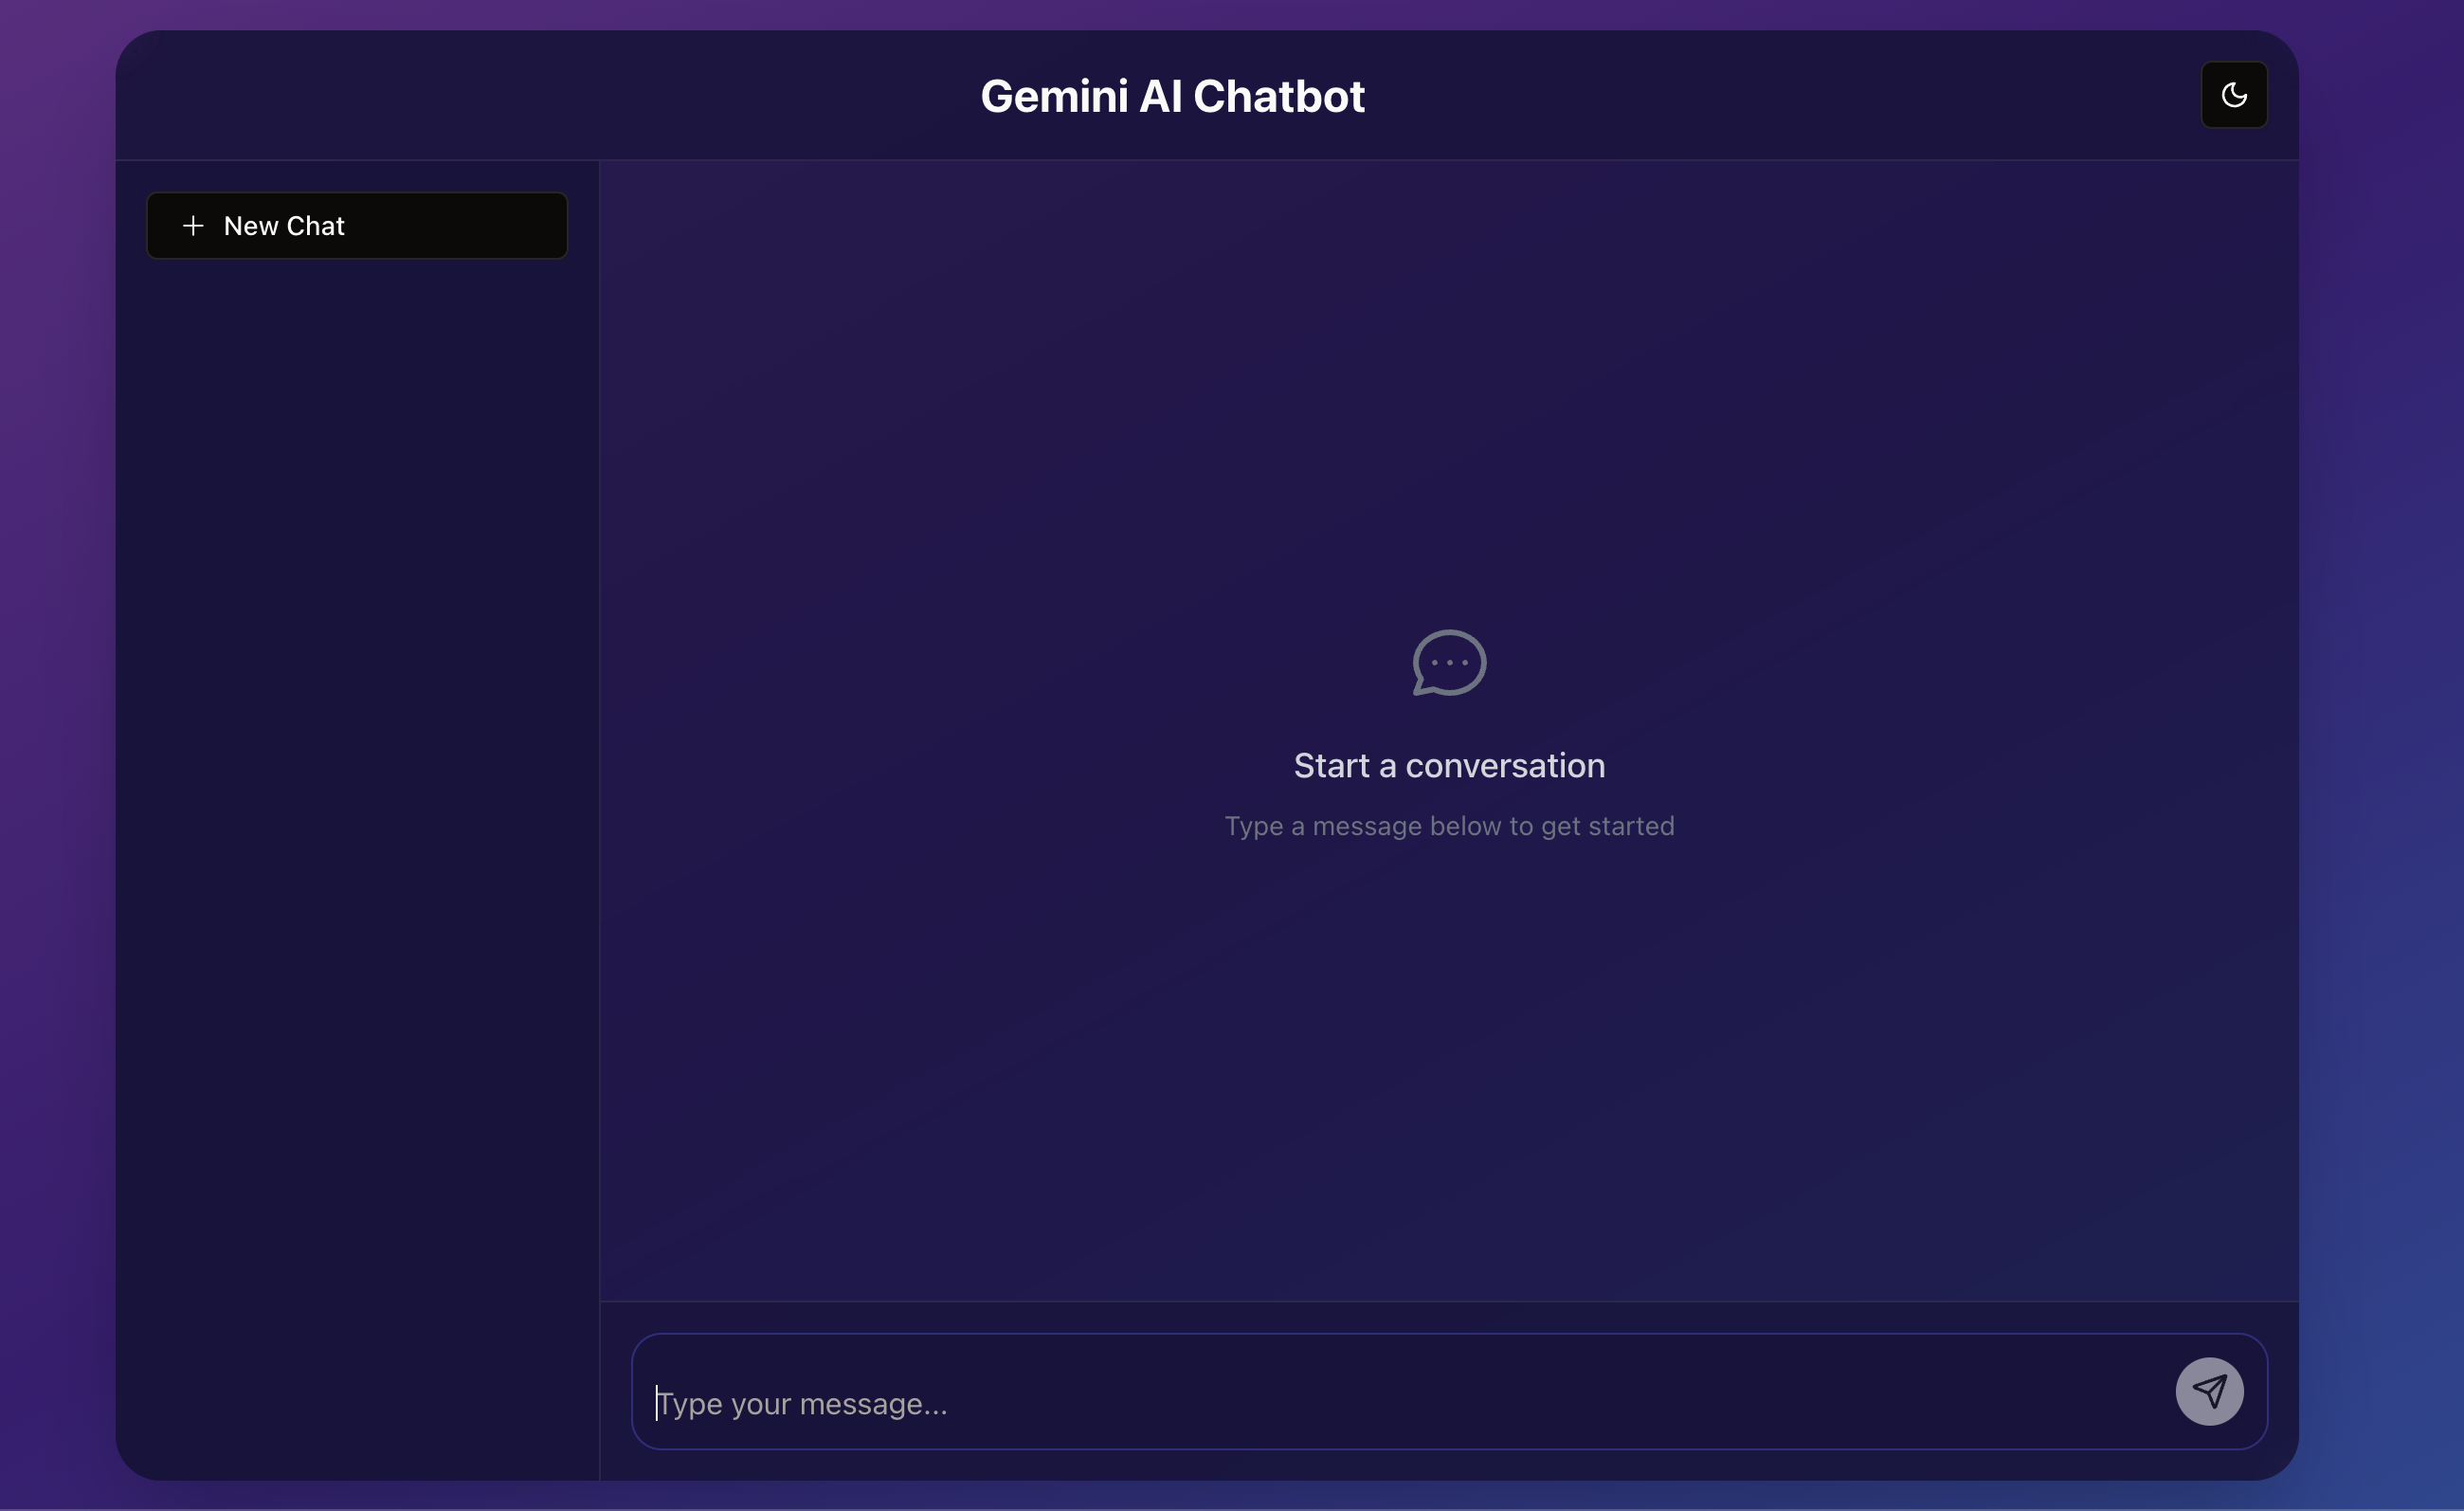 Gemini AI Chatbot
New Chat
Start a conversation
Type a message below to get started
Type your message...